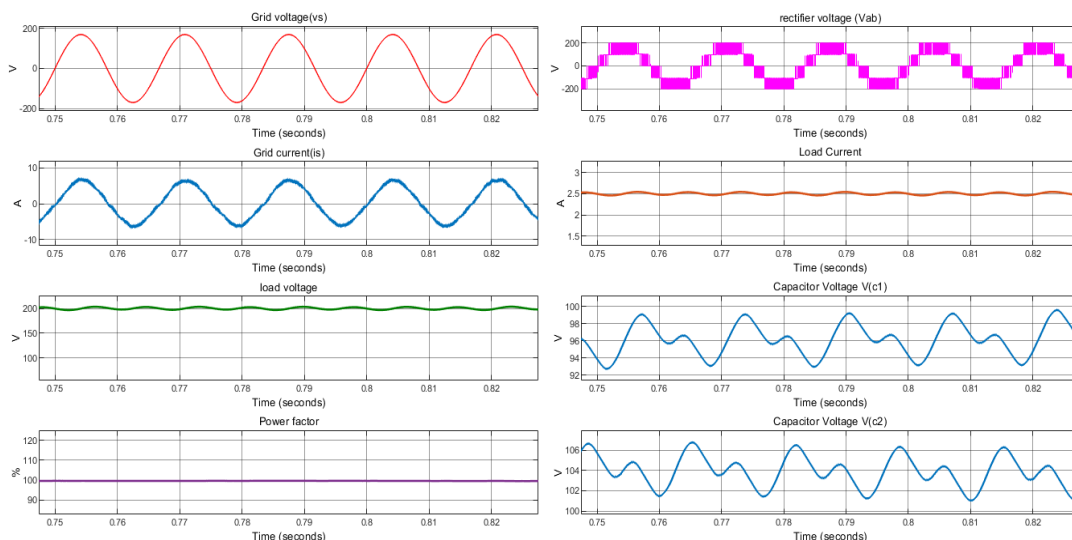 Grid voltage(vs)
200
0
-200
V
0.75 0.76 0.77 0.78 0.79 0.8 0.81 0.82
Time (seconds)
Grid current(is)
10
0
-10
A
0.75 0.76 0.77 0.78 0.79 0.8 0.81 0.82
Time (seconds)
load voltage
200
150
100
V
0.75 0.76 0.77 0.78 0.79 0.8 0.81 0.82
Time (seconds)
Power factor
120
110
100
90
%
0.75 0.76 0.77 0.78 0.79 0.8 0.81 0.82
Time (seconds)
rectifier voltage (Vab)
200
0
-200
V
0.75 0.76 0.77 0.78 0.79 0.8 0.81 0.82
Time (seconds)
Load Current
3
2.5
2
1.5
A
0.75 0.76 0.77 0.78 0.79 0.8 0.81 0.82
Time (seconds)
Capacitor Voltage V(c1)
100
98
96
94
92
V
0.75 0.76 0.77 0.78 0.79 0.8 0.81 0.82
Time (seconds)
Capacitor Voltage V(c2)
106
104
102
100
V
0.75 0.76 0.77 0.78 0.79 0.8 0.81 0.82
Time (seconds)